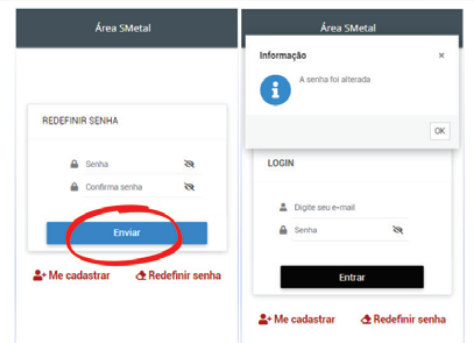 Área SMetal
REDEFINIR SENHA
Senha
Confirma senha
Enviar
Me cadastrar
Redefinir senha
Área SMetal
Informação
×
A senha foi alterada
OK
LOGIN
Digite seu e-mail
Senha
Entrar
Me cadastrar
Redefinir senha